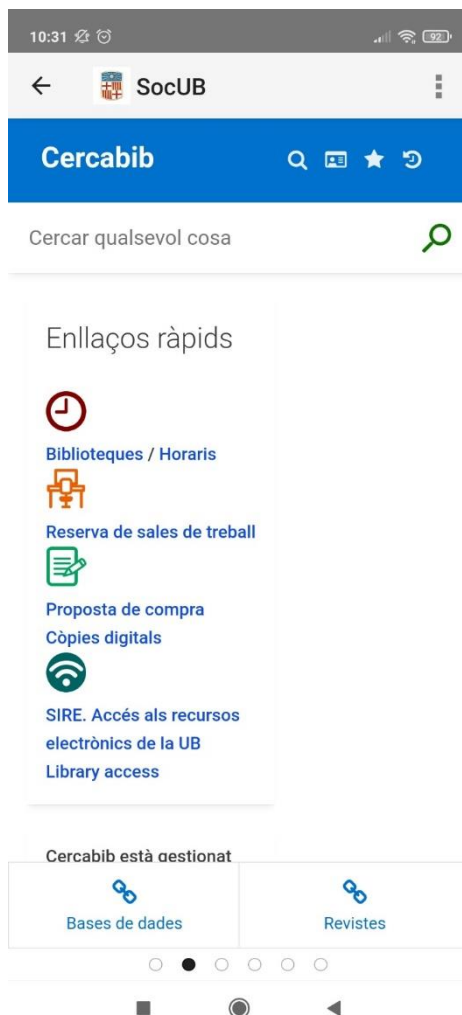 10:31
92
SocUB
Cercabib
Cercar qualsevol cosa
Enllaços ràpids
Biblioteques / Horaris
Reserva de sales de treball
Proposta de compra
Còpies digitals
SIRE. Accés als recursos
electrònics de la UB
Library access
Cercabib està gestionat
Bases de dades
Revistes